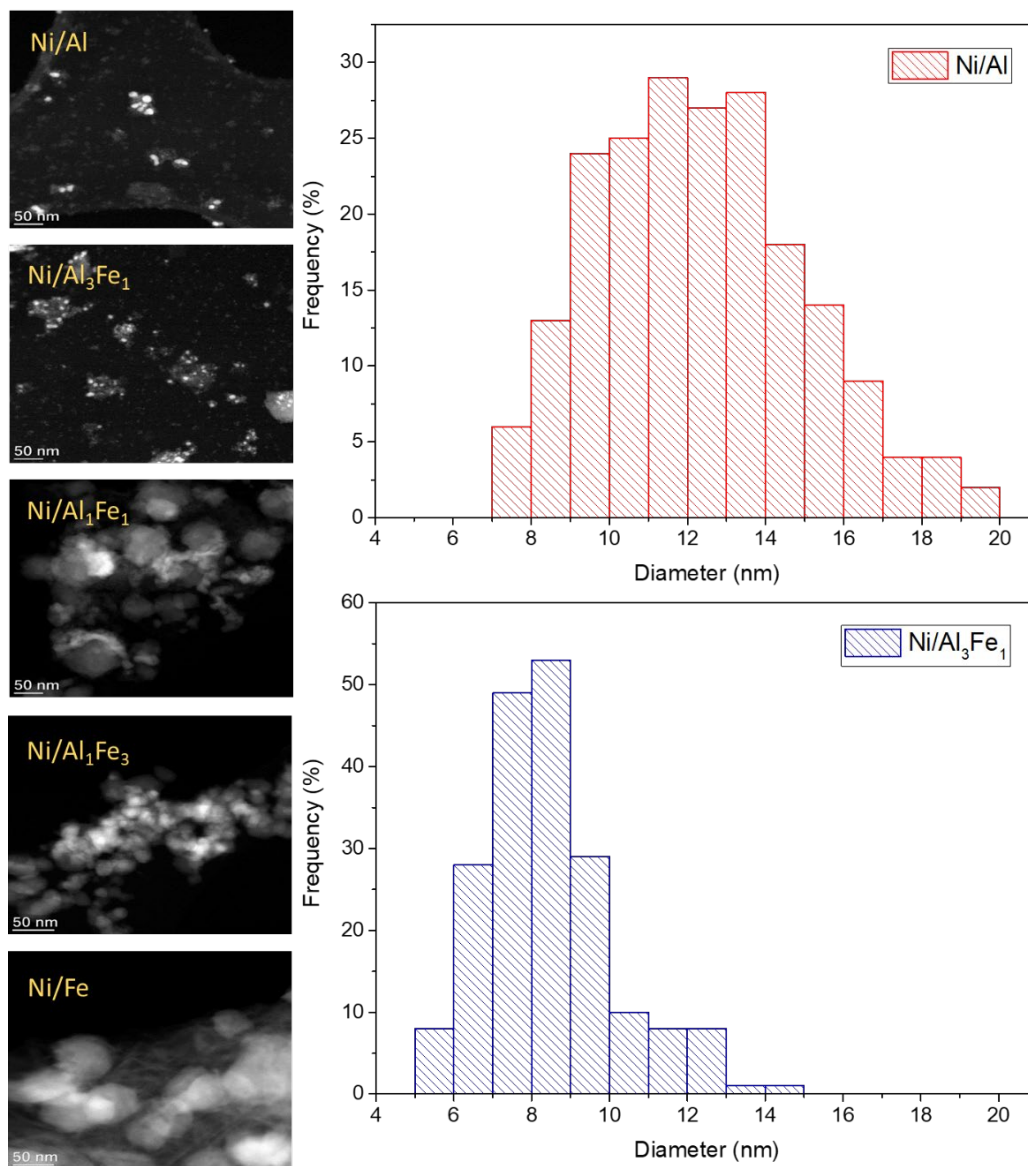 Ni/Al
50 nm
Ni/Al₃Fe₁
50 nm
Ni/Al₁Fe₁
50 nm
Ni/Al₁Fe₃
50 nm
Ni/Fe
50 nm
Ni/Al
Frequency (%)
30
25
20
15
10
5
0
4 6 8 10 12 14 16 18 20
Diameter (nm)
Ni/Al₃Fe₁
Frequency (%)
60
50
40
30
20
10
0
4 6 8 10 12 14 16 18 20
Diameter (nm)